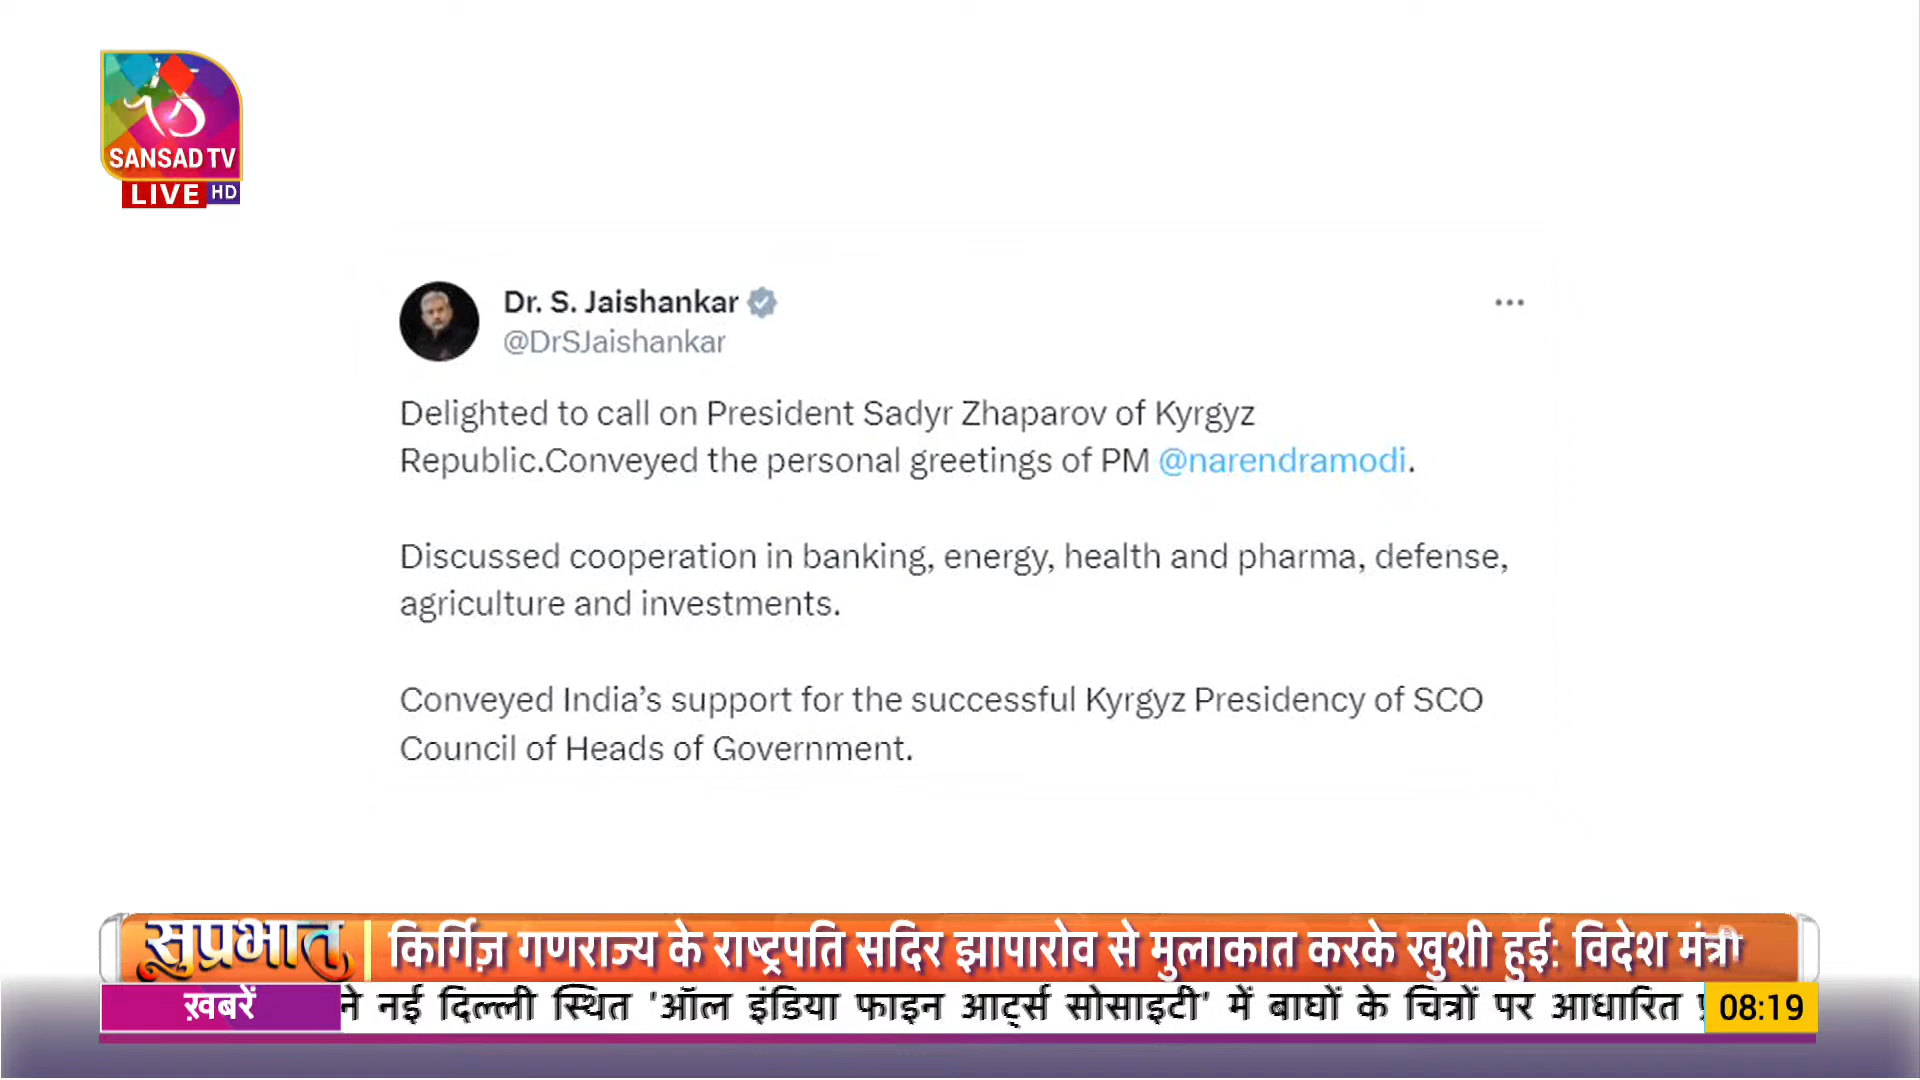 SANSAD TV
LIVE HD
Dr. S. Jaishankar
@DrSJaishankar
Delighted to call on President Sadyr Zhaparov of Kyrgyz
Republic.Conveyed the personal greetings of PM @narendramodi.
Discussed cooperation in banking, energy, health and pharma, defense,
agriculture and investments.
Conveyed India’s support for the successful Kyrgyz Presidency of SCO
Council of Heads of Government.
सुप्रभात
किर्गिज़ गणराज्य के राष्ट्रपति सदिर झापारोव से मुलाकात करके खुशी हुई: विदेश मंत्री
ख़बरें
ने नई दिल्ली स्थित 'ऑल इंडिया फाइन आर्ट्स सोसाइटी' में बाघों के चित्रों पर आधारित
08:19